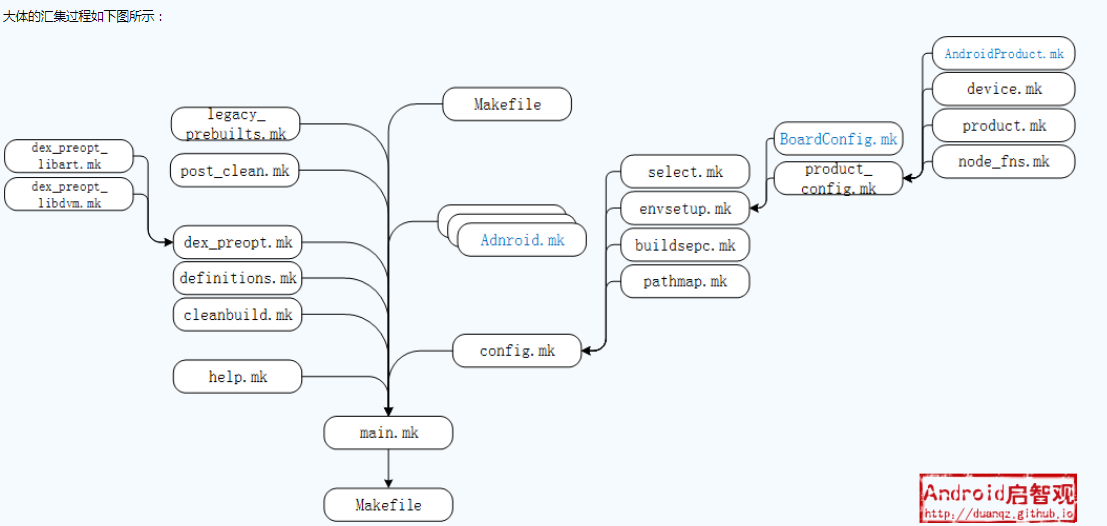 大体的汇集过程如下图所示：
AndroidProduct.mk
device.mk
product.mk
node_fns.mk
BoardConfig.mk
product_
config.mk
select.mk
envsetup.mk
buildsepc.mk
pathmap.mk
Makefile
legacy_
prebuilts.mk
post_clean.mk
dex_preopt_
libart.mk
dex_preopt_
libdvm.mk
dex_preopt.mk
definitions.mk
cleanbuild.mk
help.mk
Adnroid.mk
config.mk
main.mk
Makefile
Android启智观
http://duanqz.github.io